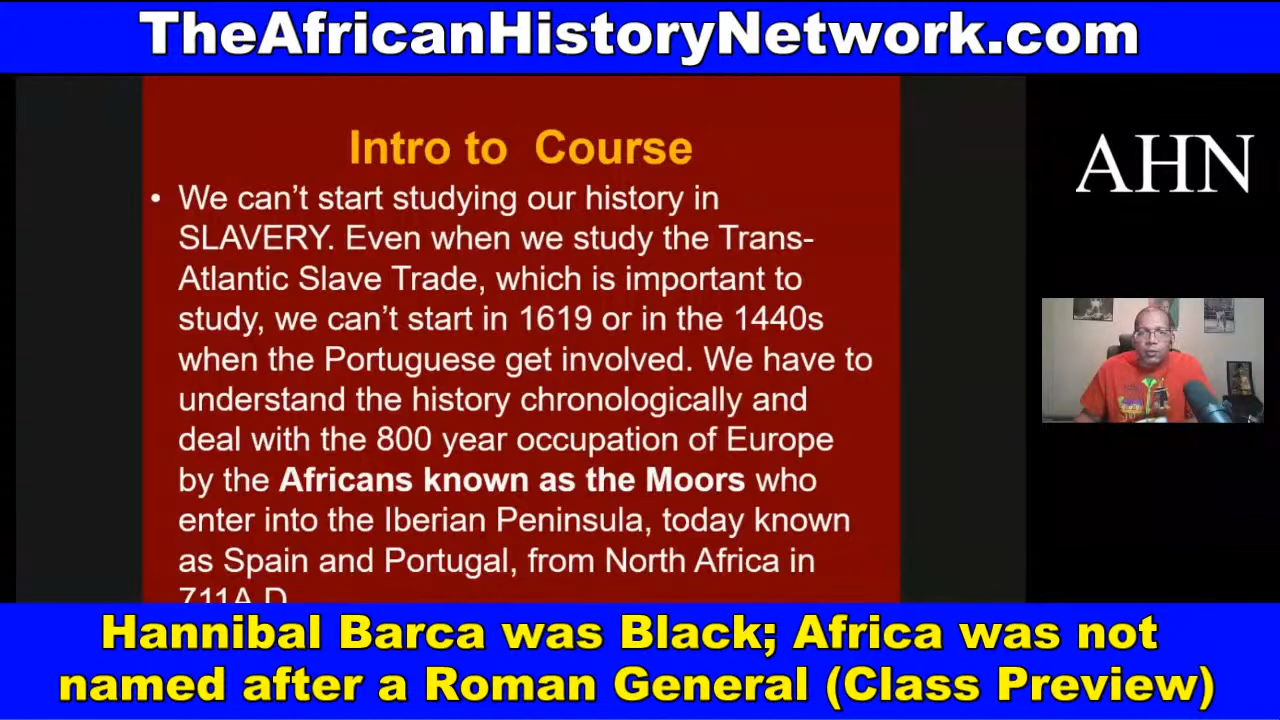 TheAfricanHistoryNetwork.com
Intro to Course
AHN
• We can't start studying our history in
SLAVERY. Even when we study the Trans-
Atlantic Slave Trade, which is important to
study, we can't start in 1619 or in the 1440s
when the Portuguese get involved. We have to
understand the history chronologically and
deal with the 800 year occupation of Europe
by the Africans known as the Moors who
enter into the Iberian Peninsula, today known
as Spain and Portugal, from North Africa in
711A.D.
Hannibal Barca was Black; Africa was not
named after a Roman General (Class Preview)